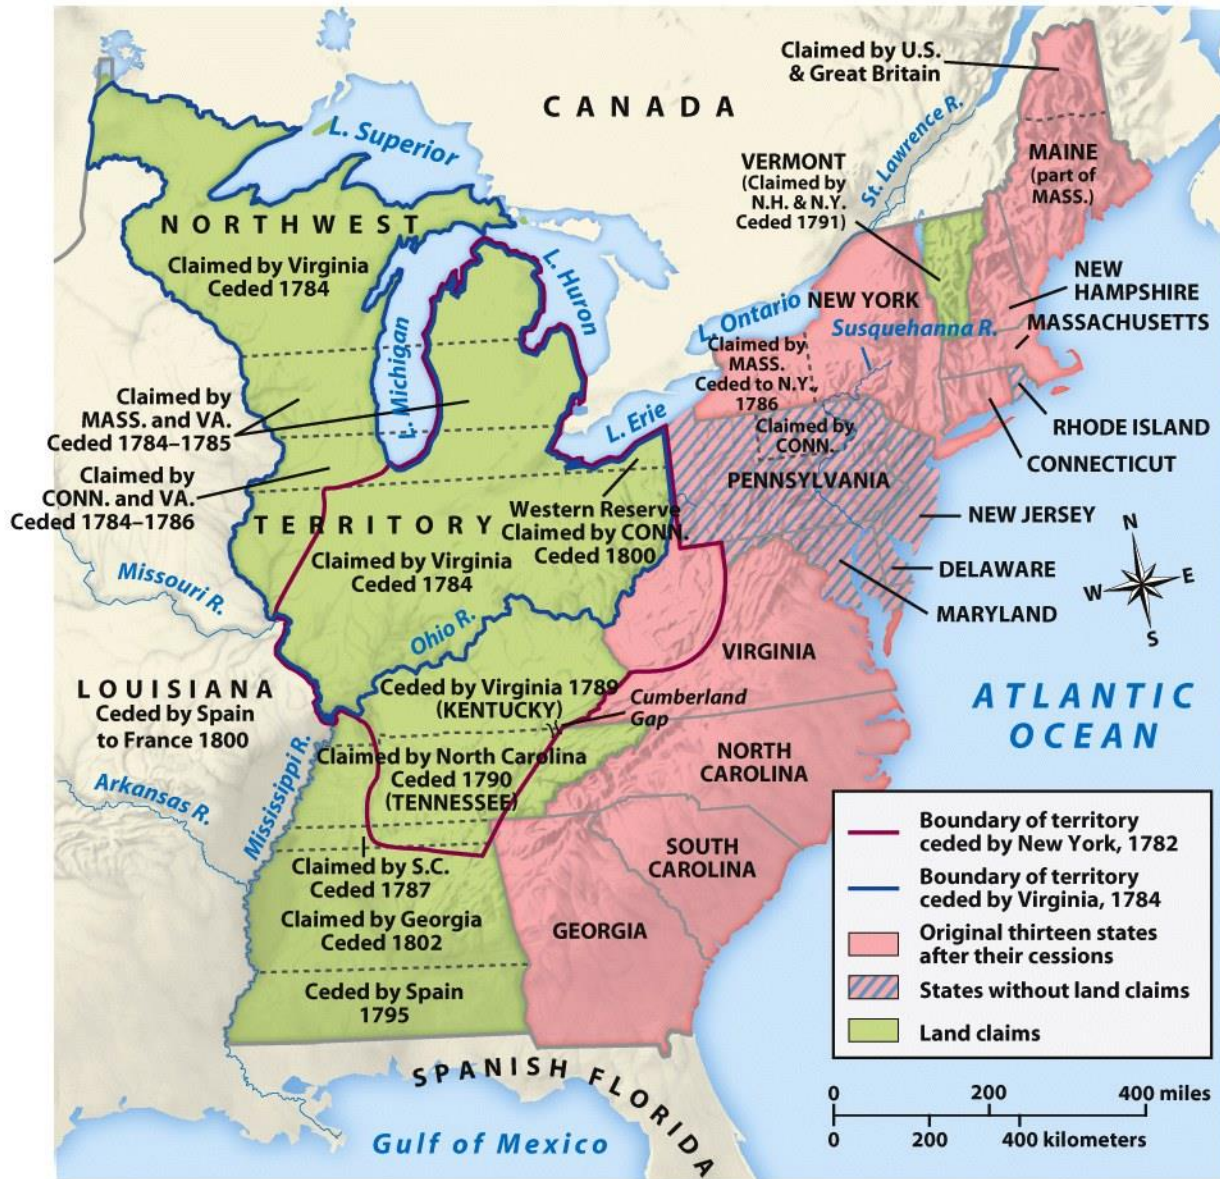 Claimed by U.S.
& Great Britain
CANADA
St. Lawrence R.
L. Superior
VERMONT
(Claimed by
N.H. & N.Y.
Ceded 1791)
MAINE
(part of
MASS.)
NORTHWEST
Claimed by Virginia
Ceded 1784
L. Huron
L. Michigan
L. Ontario
NEW YORK
Susquehanna R.
NEW
HAMPSHIRE
MASSACHUSETTS
Claimed by
MASS.
Ceded to N.Y.
1786
Claimed by
MASS. and VA.
Ceded 1784–1785
L. Erie
Claimed by
CONN.
RHODE ISLAND
CONNECTICUT
Claimed by
CONN. and VA.
Ceded 1784–1786
PENNSYLVANIA
TERRITORY
Western Reserve
Claimed by CONN.
Ceded 1800
NEW JERSEY
Claimed by Virginia
Ceded 1784
DELAWARE
MARYLAND
N
W
E
S
Missouri R.
Ohio R.
VIRGINIA
LOUISIANA
Ceded by Spain
to France 1800
Ceded by Virginia 1789
(KENTUCKY)
Cumberland
Gap
ATLANTIC
OCEAN
Mississippi R.
Arkansas R.
Claimed by North Carolina
Ceded 1790
(TENNESSEE)
NORTH
CAROLINA
SOUTH
CAROLINA
Claimed by S.C.
Ceded 1787
Claimed by Georgia
Ceded 1802
GEORGIA
Ceded by Spain
1795
SPANISH FLORIDA
Gulf of Mexico
Boundary of territory
ceded by New York, 1782
Boundary of territory
ceded by Virginia, 1784
Original thirteen states
after their cessions
States without land claims
Land claims
0 200 400 miles
0 200 400 kilometers